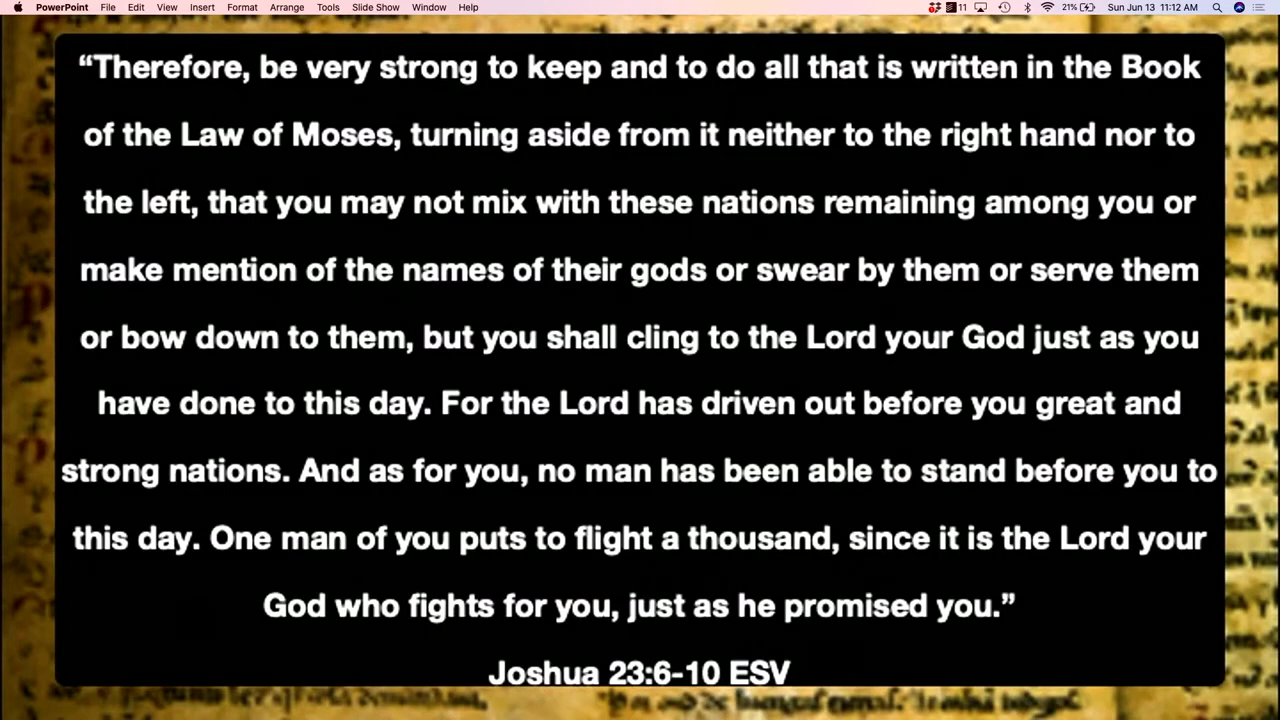 PowerPoint File Edit View Insert Format Arrange Tools Slide Show Window Help 11 21% Sun Jun 13 11:12 AM
“Therefore, be very strong to keep and to do all that is written in the Book
of the Law of Moses, turning aside from it neither to the right hand nor to
the left, that you may not mix with these nations remaining among you or
make mention of the names of their gods or swear by them or serve them
or bow down to them, but you shall cling to the Lord your God just as you
have done to this day. For the Lord has driven out before you great and
strong nations. And as for you, no man has been able to stand before you to
this day. One man of you puts to flight a thousand, since it is the Lord your
God who fights for you, just as he promised you.”
Joshua 23:6-10 ESV